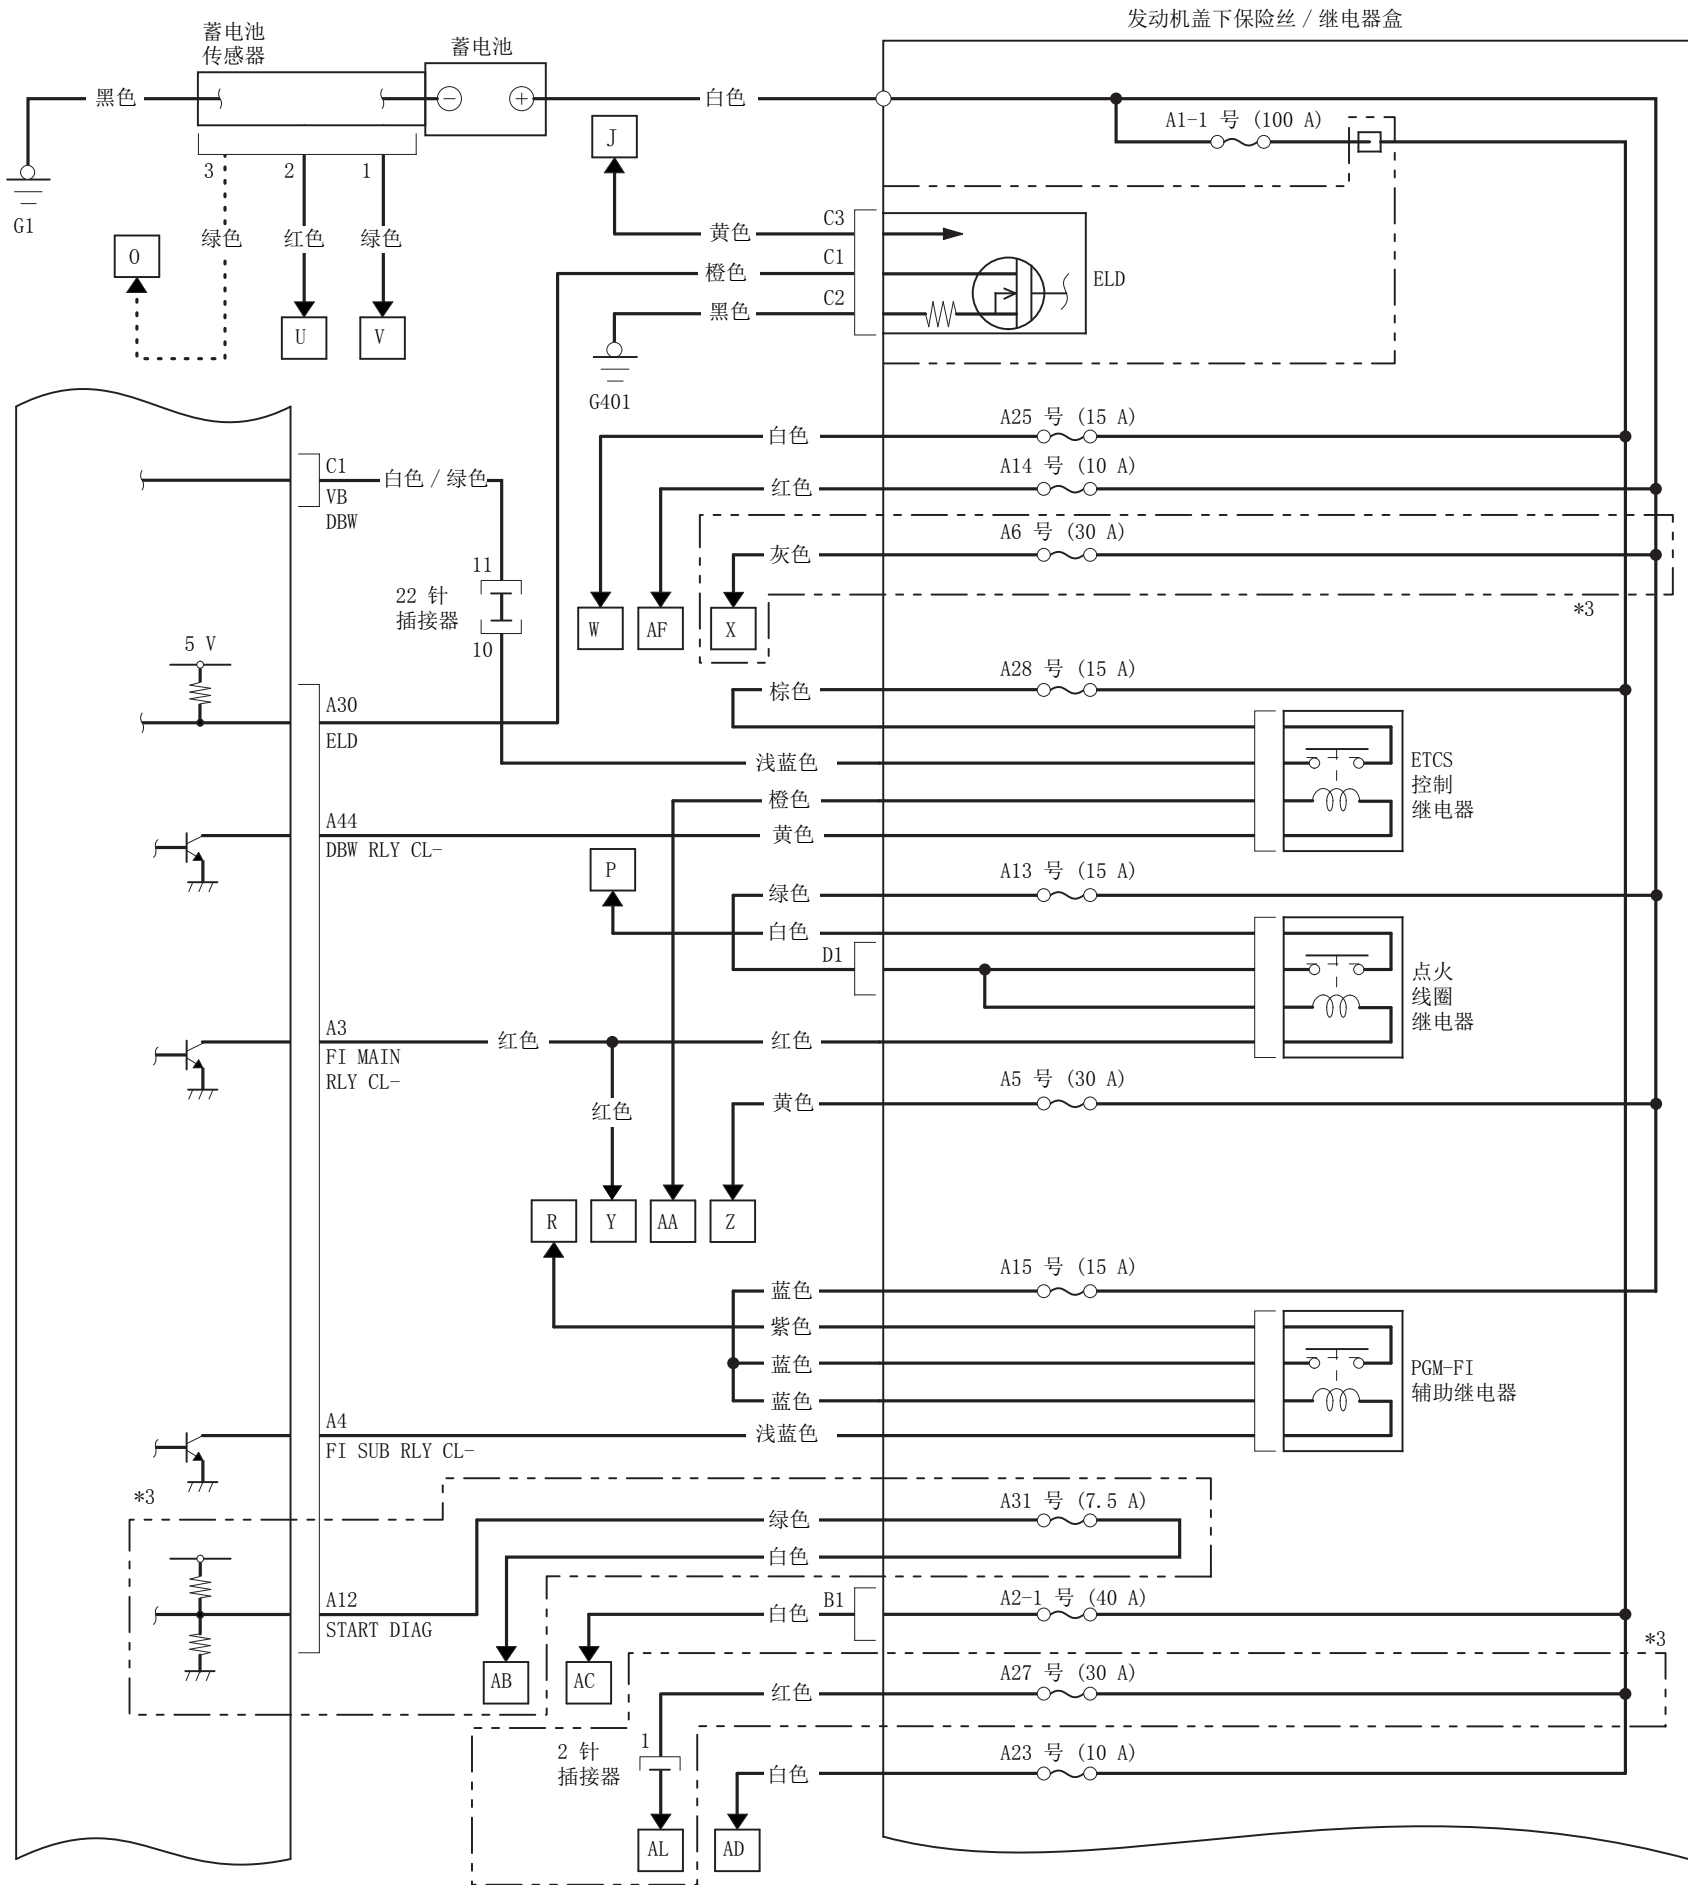 发动机盖下保险丝 / 继电器盒
蓄电池
传感器
蓄电池
黑色
白色
A1-1 号 (100 A)
J
3
2
1
G1
绿色
红色
绿色
O
U
V
C3
黄色
C1
橙色
C2
黑色
ELD
G401
A25 号 (15 A)
白色
C1
白色 / 绿色
VB
DBW
A14 号 (10 A)
红色
A6 号 (30 A)
灰色
11
22 针
插接器
10
W
AF
X
*3
5 V
A28 号 (15 A)
棕色
A30
ELD
浅蓝色
ETCS
控制
继电器
橙色
A44
DBW RLY CL-
黄色
P
A13 号 (15 A)
绿色
白色
D1
点火
线圈
继电器
A3
FI MAIN
RLY CL-
红色
红色
A5 号 (30 A)
红色
黄色
R
Y
AA
Z
A15 号 (15 A)
蓝色
紫色
蓝色
蓝色
PGM-FI
辅助继电器
A4
FI SUB RLY CL-
浅蓝色
*3
A31 号 (7.5 A)
绿色
白色
A12
START DIAG
B1
白色
A2-1 号 (40 A)
*3
AB
AC
A27 号 (30 A)
红色
2 针
插接器
1
A23 号 (10 A)
白色
AL
AD